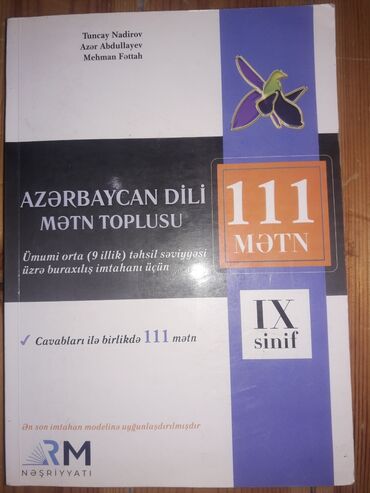 Tuncay Nadirov
Azər Abdullayev
Mehman Fəttah
AZƏRBAYCAN DİLİ
MƏTN TOPLUSU
111
MƏTN
Ümumi orta (9 illik) təhsil səviyyəsi
üzrə buraxılış imtahanı üçün
IX
sinif
✓ Cavabları ilə birlikdə 111 mətn
Ən son imtahan modelinə uyğunlaşdırılmışdır
RM
NƏŞRİYYATI